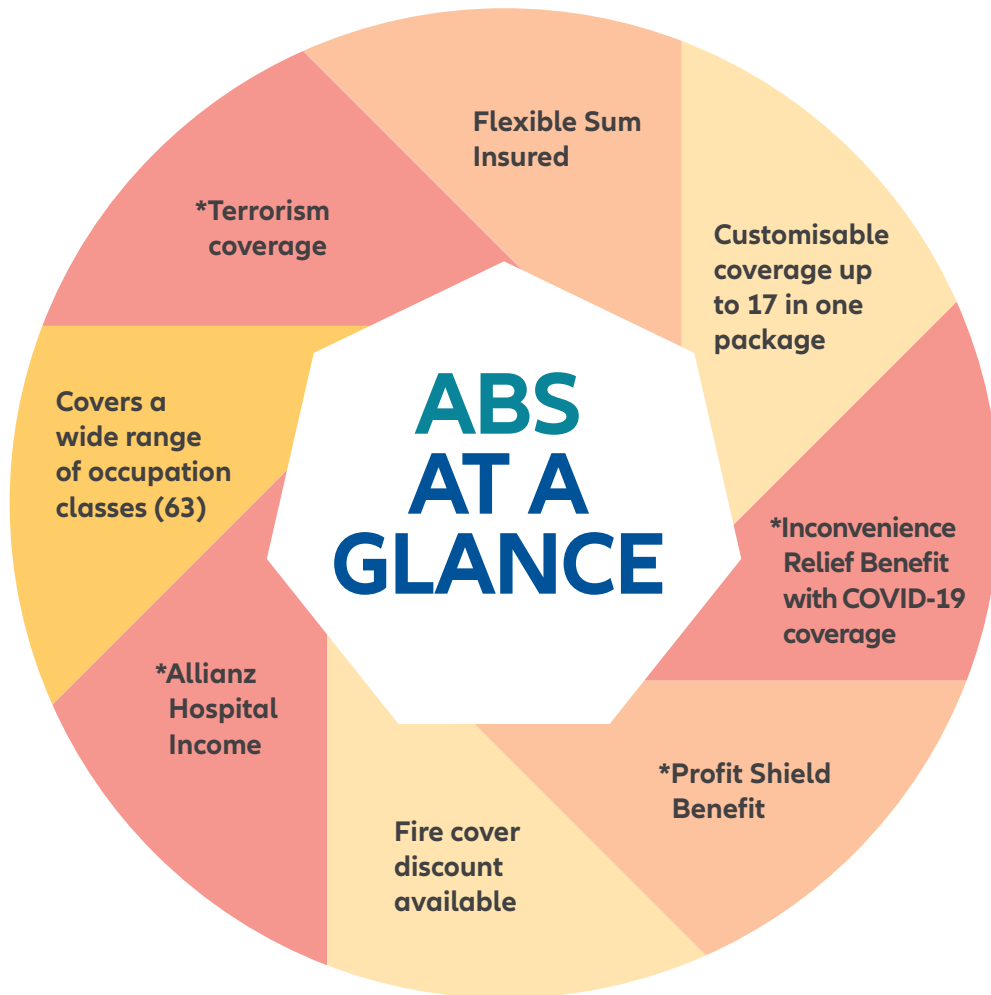 Flexible Sum
Insured
Customisable
coverage up
to 17 in one
package
*Inconvenience
Relief Benefit
with COVID-19
coverage
*Profit Shield
Benefit
Fire cover
discount
available
*Allianz
Hospital
Income
Covers a
wide range
of occupation
classes (63)
*Terrorism
coverage
ABS
AT A
GLANCE